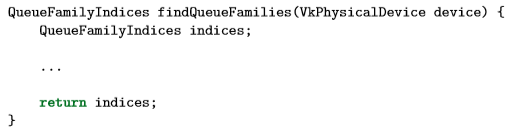 QueueFamilyIndices findQueueFamilies(VkPhysicalDevice device) {
    QueueFamilyIndices indices;
    ...
    return indices;
}